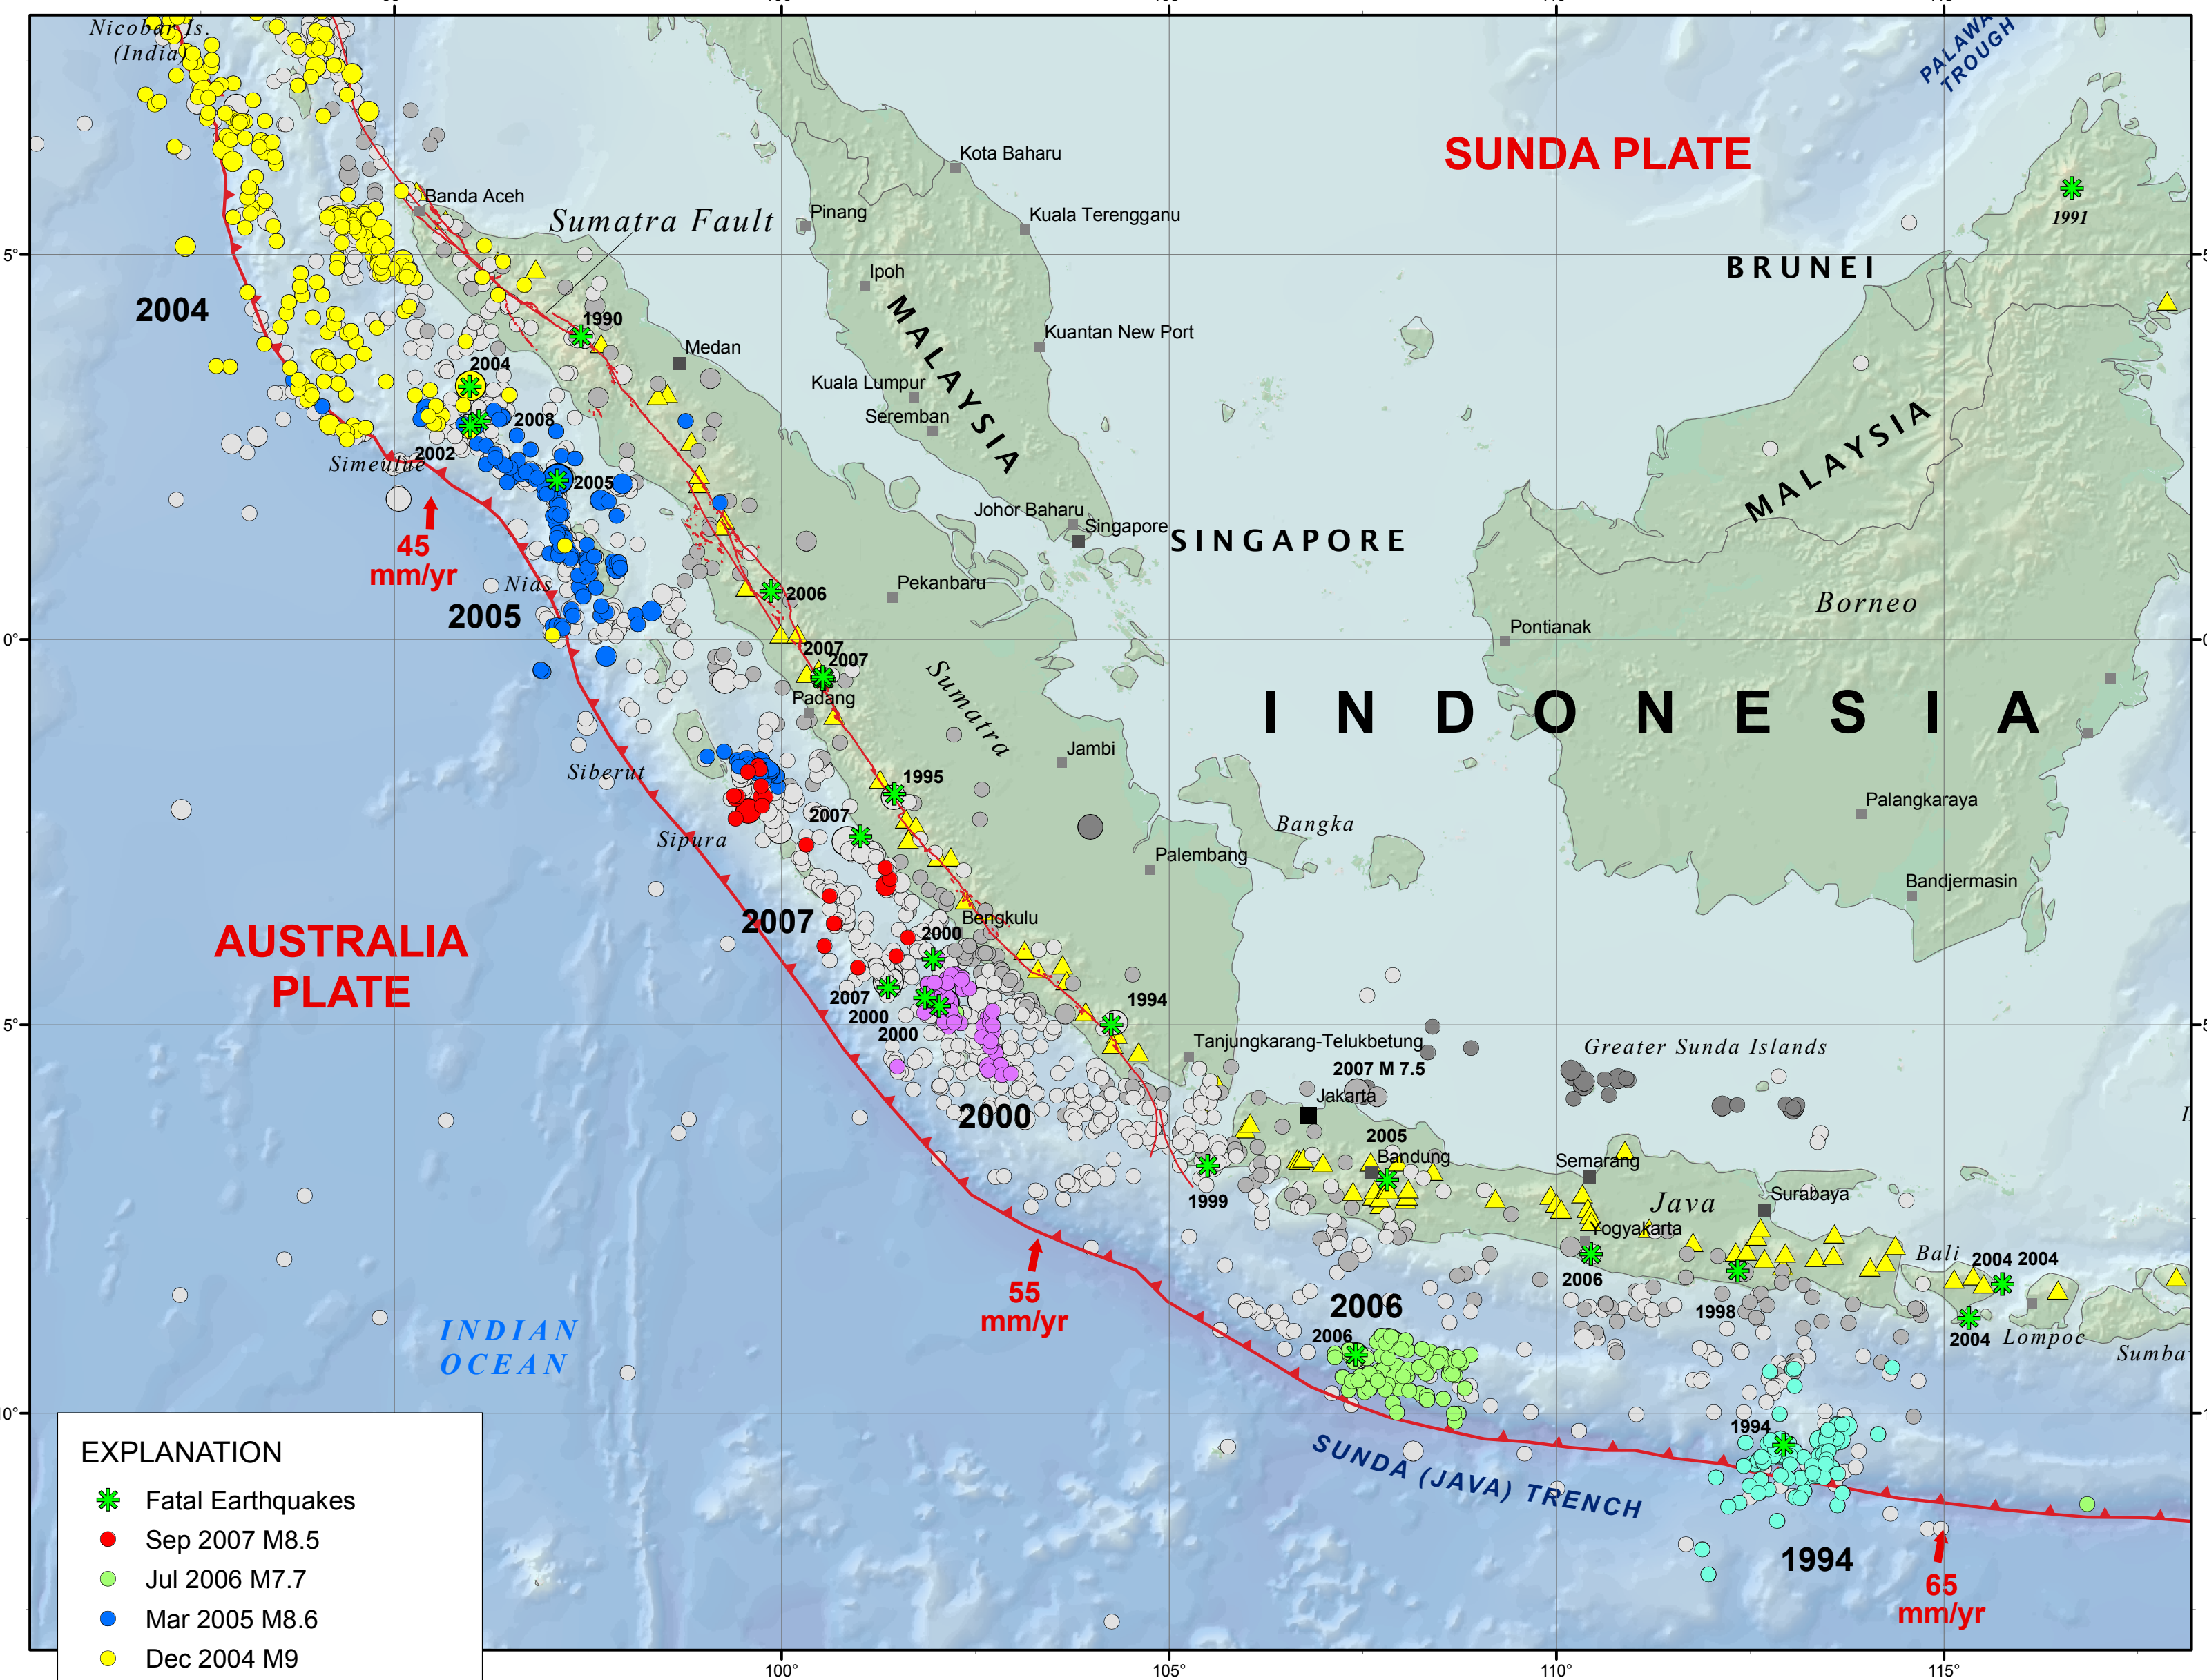 Nicobar Is.
(India)
PALAWA
TROUGH
SUNDA PLATE
Kota Baharu
Banda Aceh
Sumatra Fault
Pinang
Kuala Terengganu
1991
5°
BRUNEI
Ipoh
2004
MALAYSIA
1990
Kuantan New Port
Medan
2004
Kuala Lumpur
Seremban
2008
2002
Simeulue
2005
MALAYSIA
Johor Baharu
Singapore
SINGAPORE
45
mm/yr
Nias
2005
Pekanbaru
2006
Borneo
Pontianak
0°
2007
2007
Padang
Sumatra
INDONESIA
Jambi
Siberut
1995
2007
Sipura
Bangka
Palangkaraya
Palembang
Bandjermasin
AUSTRALIA
PLATE
2007
Bengkulu
2000
2007
2000
2000
1994
5°
Tanjungkarang-Telukbetung
2007 M 7.5
Greater Sunda Islands
Jakarta
2000
2005
Bandung
Semarang
1999
Java
Surabaya
Yogyakarta
2006
Bali
2004 2004
55
mm/yr
2006
2006
1998
2004
Lompoc
Sumba
INDIAN
OCEAN
10°
1994
SUNDA (JAVA) TRENCH
1994
65
mm/yr
EXPLANATION
Fatal Earthquakes
Sep 2007 M8.5
Jul 2006 M7.7
Mar 2005 M8.6
Dec 2004 M9
100°
105°
110°
115°